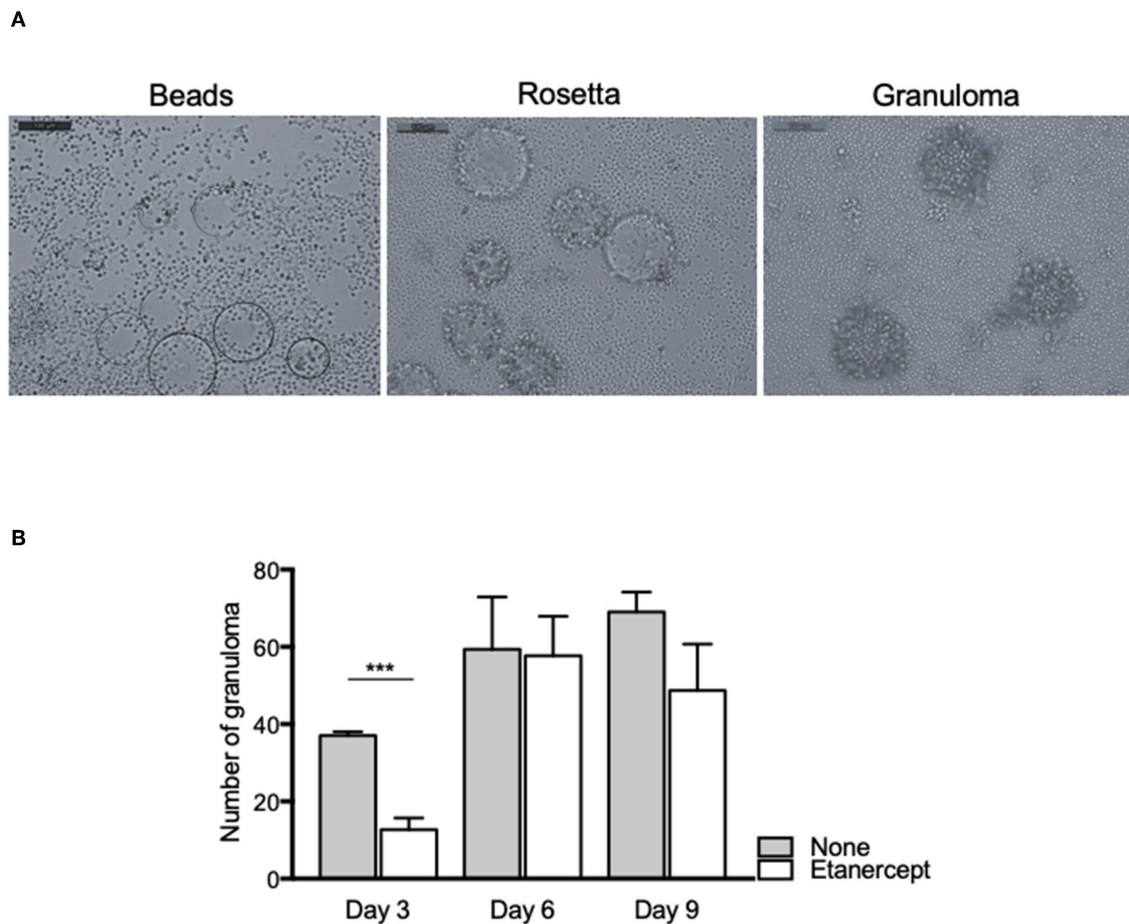 A
Beads
Rosetta
Granuloma
B
Number of granuloma
80
60
40
20
0
***
Day 3
Day 6
Day 9
None
Etanercept